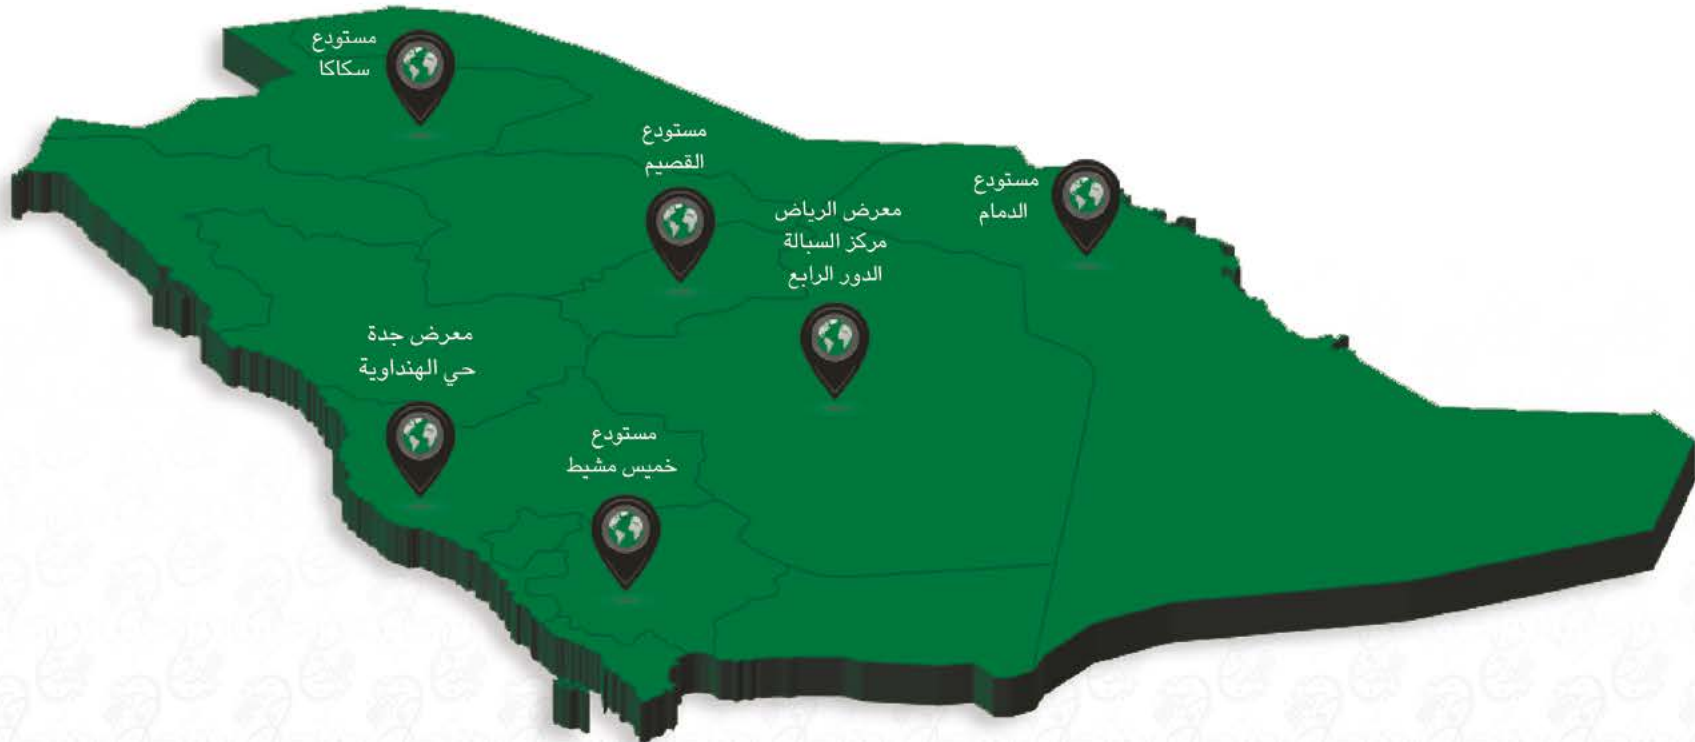 مستودع
سكاكا
مستودع
القصيم
مستودع
الدمام
معرض الرياض
مركز السبالة
الدور الرابع
معرض جدة
حي الهنداوية
مستودع
خميس مشيط